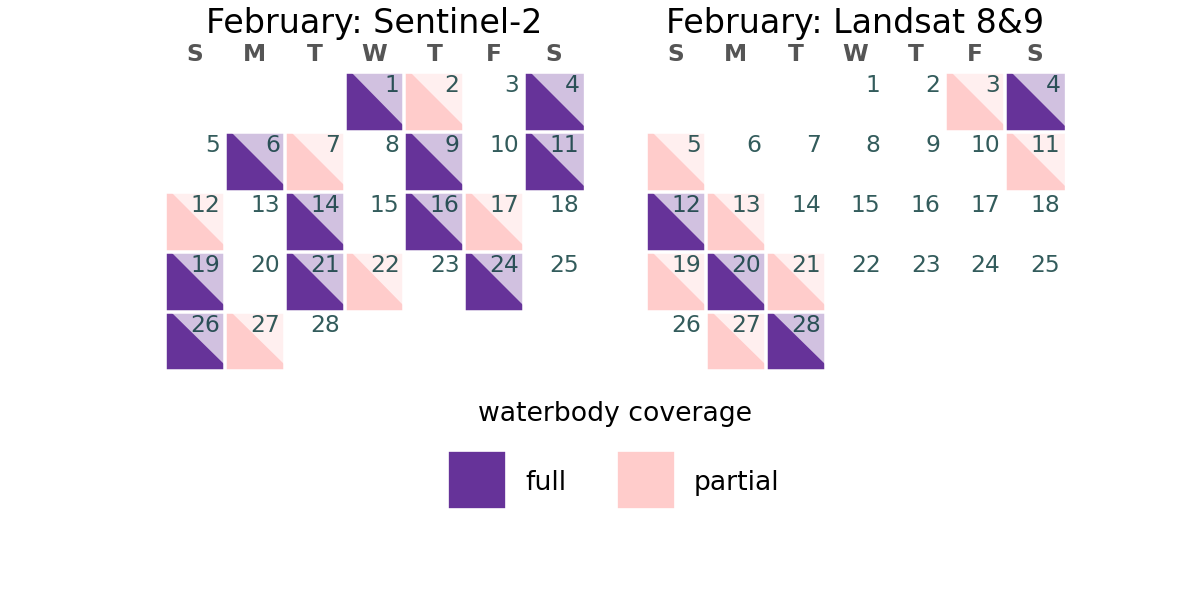 February: Sentinel-2
S M T W T F S
1 2 3 4
5 6 7 8 9 10 11
12 13 14 15 16 17 18
19 20 21 22 23 24 25
26 27 28
February: Landsat 8&9
S M T W T F S
1 2 3 4
5 6 7 8 9 10 11
12 13 14 15 16 17 18
19 20 21 22 23 24 25
26 27 28
waterbody coverage
full
partial